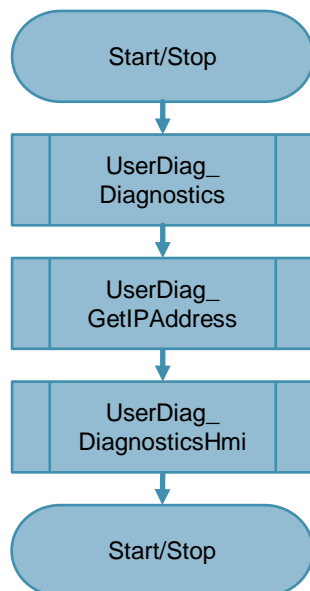 Start/Stop
UserDiag_
Diagnostics
UserDiag_
GetIPAddress
UserDiag_
DiagnosticsHmi
Start/Stop